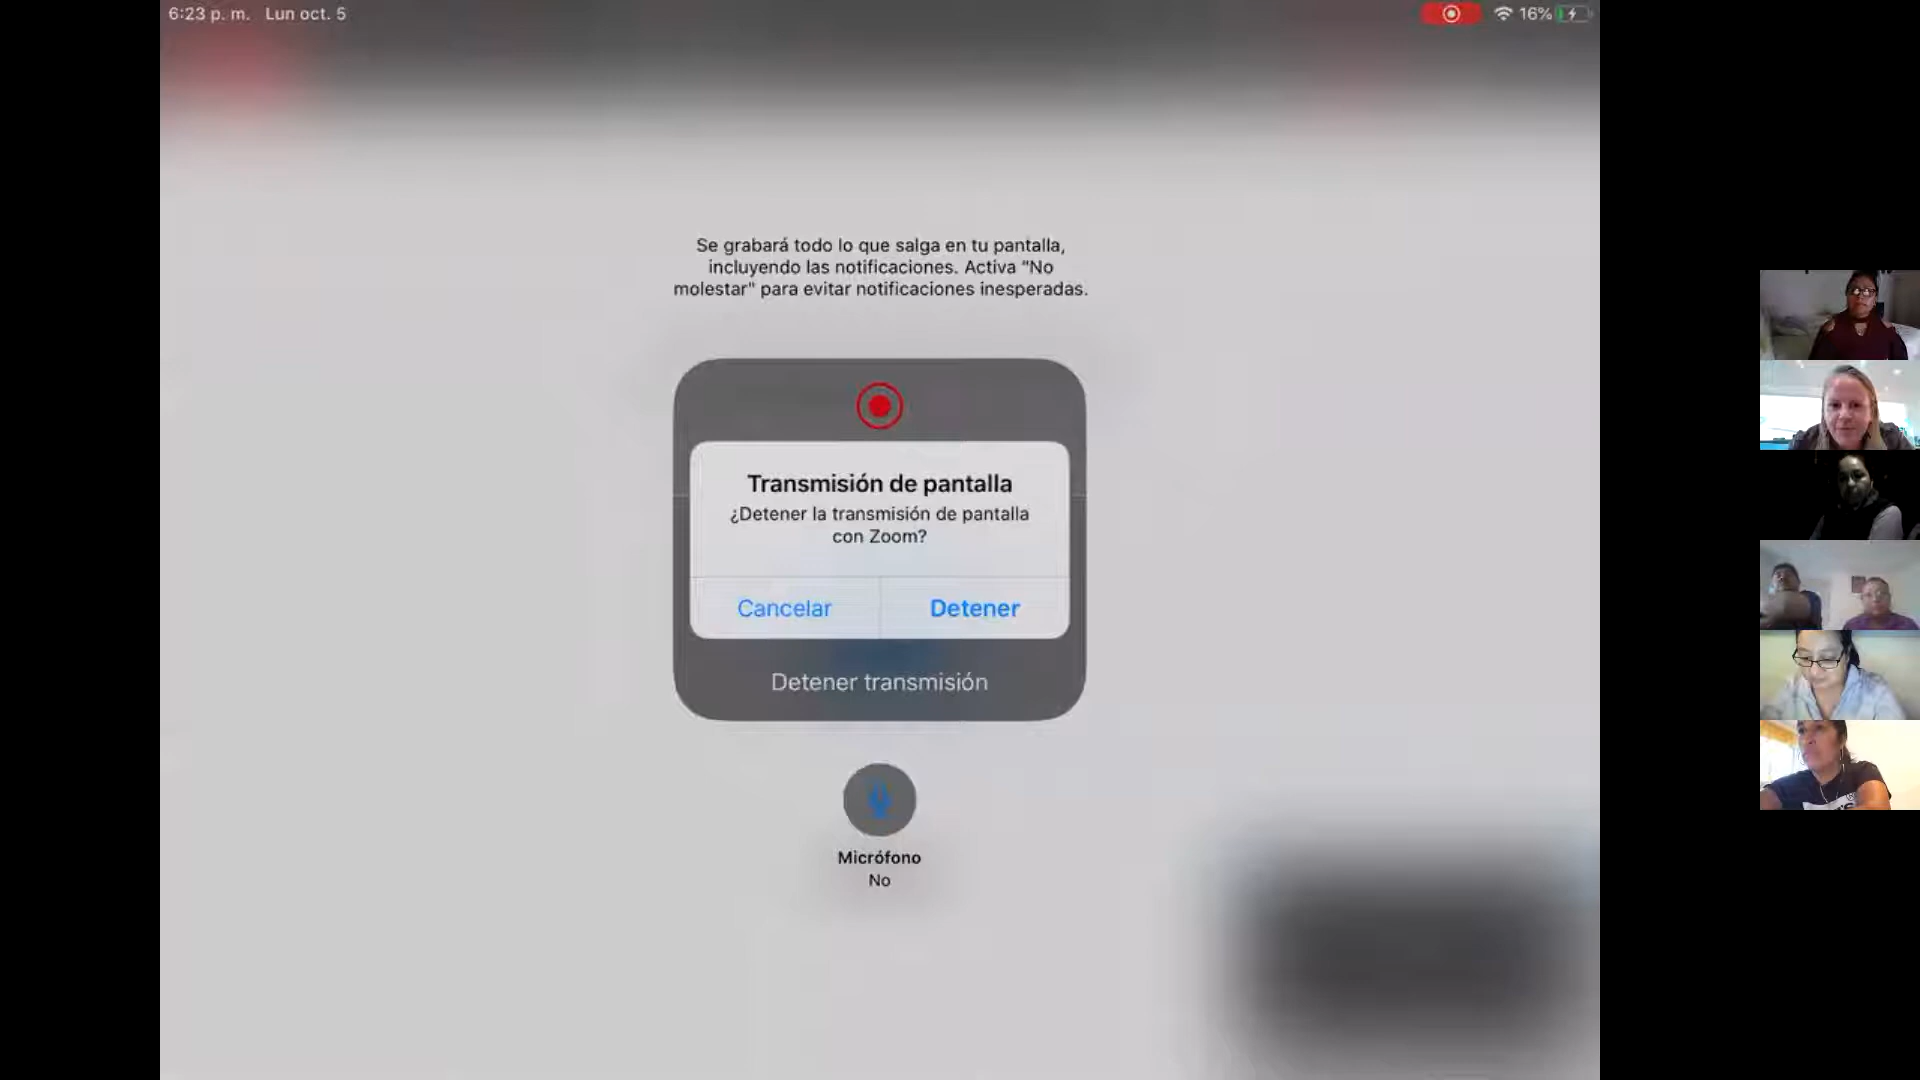 6:23 p. m. Lun oct. 5
16%
Se grabará todo lo que salga en tu pantalla,
incluyendo las notificaciones. Activa "No
molestar" para evitar notificaciones inesperadas.
Transmisión de pantalla
¿Detener la transmisión de pantalla
con Zoom?
Cancelar Detener
Detener transmisión
Micrófono
No